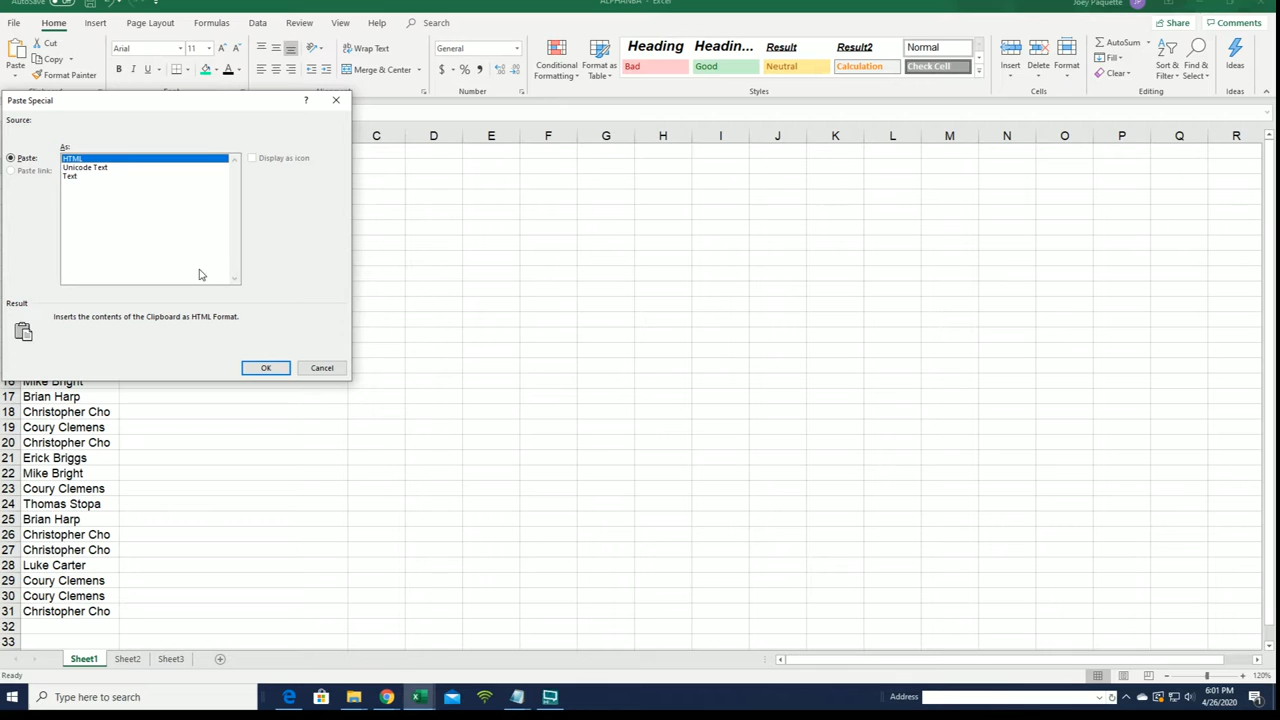 AutoSave Off ALPHANBA - Excel Joey Paquette JP
File Home Insert Page Layout Formulas Data Review View Help Search Share Comments
Cut
Copy
Format Painter
Paste
Arial 11
Wrap Text
Merge & Center
General
Number
Conditional Formatting
Format as Table
Heading Headin... Result Result2 Normal
Bad Good Neutral Calculation Check Cell
Styles
Insert Delete Format
Cells
AutoSum
Fill
Clear
Sort & Filter
Find & Select
Editing
Ideas
Ideas
Paste Special
Source:
As:
Paste:
Paste link:
HTML
Unicode Text
Text
Display as icon
Result
Inserts the contents of the Clipboard as HTML Format.
OK Cancel
C D E F G H I J K L M N O P Q R
16 Mike Bright
17 Brian Harp
18 Christopher Cho
19 Coury Clemens
20 Christopher Cho
21 Erick Briggs
22 Mike Bright
23 Coury Clemens
24 Thomas Stopa
25 Brian Harp
26 Christopher Cho
27 Christopher Cho
28 Luke Carter
29 Coury Clemens
30 Coury Clemens
31 Christopher Cho
32
33
Sheet1 Sheet2 Sheet3
Ready 120%
Type here to search Address 6:01 PM
4/26/2020